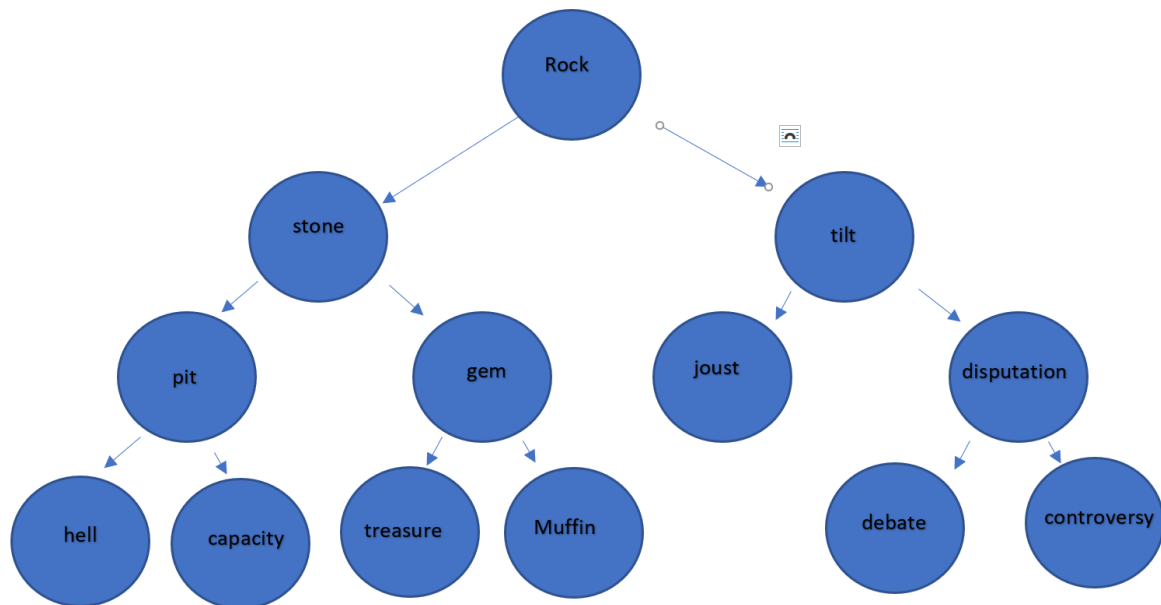 Rock
stone
tilt
pit
gem
joust
disputation
hell
capacity
treasure
Muffin
debate
controversy